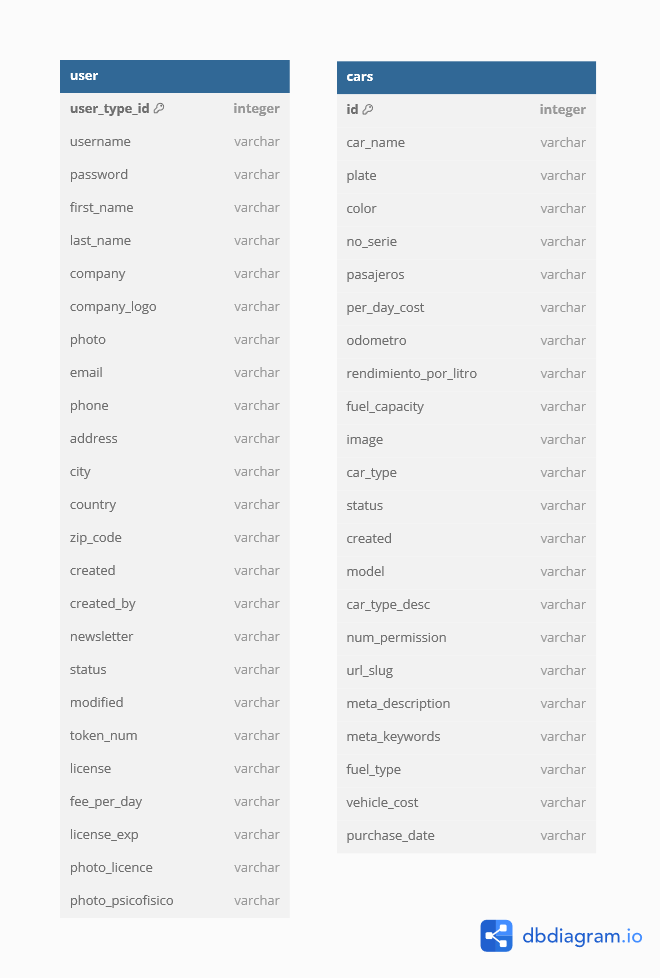 user
user_type_id integer
username varchar
password varchar
first_name varchar
last_name varchar
company varchar
company_logo varchar
photo varchar
email varchar
phone varchar
address varchar
city varchar
country varchar
zip_code varchar
created varchar
created_by varchar
newsletter varchar
status varchar
modified varchar
token_num varchar
license varchar
fee_per_day varchar
license_exp varchar
photo_licence varchar
photo_psicofisico varchar
cars
id integer
car_name varchar
plate varchar
color varchar
no_serie varchar
pasajeros varchar
per_day_cost varchar
odometro varchar
rendimiento_por_litro varchar
fuel_capacity varchar
image varchar
car_type varchar
status varchar
created varchar
model varchar
car_type_desc varchar
num_permission varchar
url_slug varchar
meta_description varchar
meta_keywords varchar
fuel_type varchar
vehicle_cost varchar
purchase_date varchar
dbdiagram.io